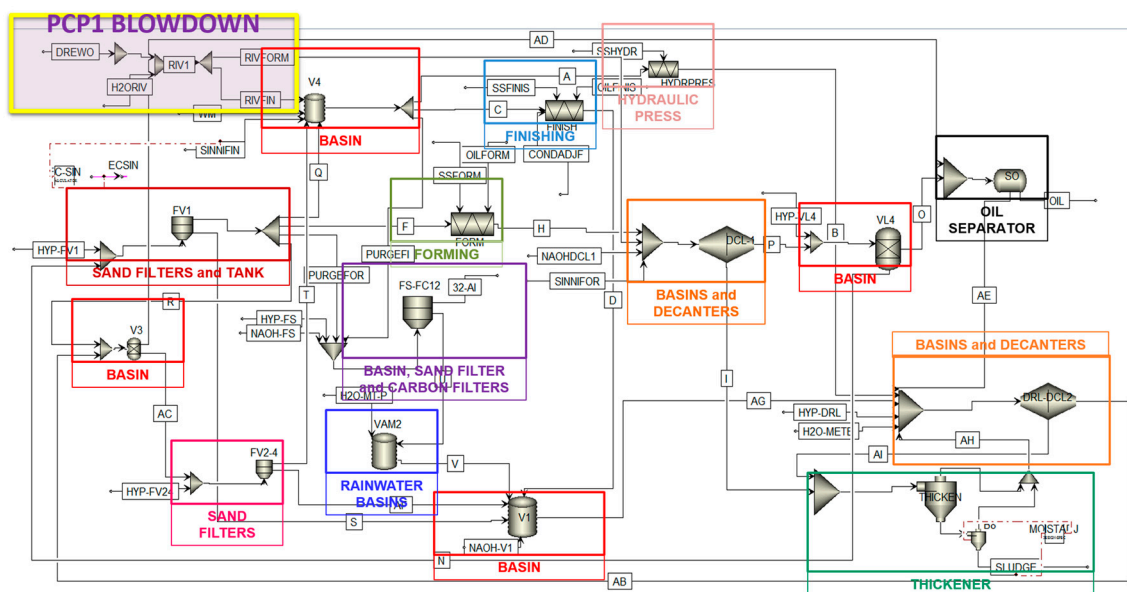 PCP1 BLOWDOWN
DREWO
RIV1
RIVFORM
H2ORIV
RIVFIN
AD
SSHYDR
HYDRPRES
HYDRAULIC
PRESS
V4
BASIN
SINNIFIN
A
SSFINIS
OILFINIS
C
FINISH
FINISHING
OILFORM
CONDADJF
SSFORM
C-SIN
ECSIN
Q
FV1
HYP-FV1
SAND FILTERS and TANK
F
FORM
FORMING
H
PURGEFI
PURGEFOR
NAOHDCL1
SINNIFOR
DCL-1
P
BASINS and
DECANTERS
HYP-VL4
B
VL4
BASIN
O
SO
OIL
OIL
SEPARATOR
T
R
V3
BASIN
HYP-FS
NAOH-FS
FS-FC12
32-AI
BASIN, SAND FILTER
and CARBON FILTERS
D
AE
I
AG
BASINS and DECANTERS
HYP-DRL
H2O-METE
DRL-DCL2
AH
AI
AC
H2O-MT-P
VAM2
RAINWATER
BASINS
V
FV2-4
HYP-FV24
SAND
FILTERS
S
V1
NAOH-V1
BASIN
N
AB
THICKEN
SLUDGE
THICKENER